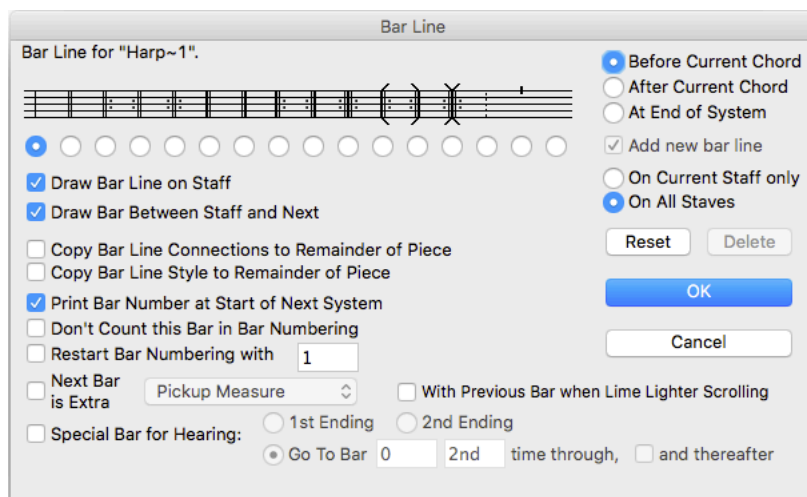 Bar Line
Bar Line for "Harp~1".
Before Current Chord
After Current Chord
At End of System
Add new bar line
On Current Staff only
On All Staves
Draw Bar Line on Staff
Draw Bar Between Staff and Next
Copy Bar Line Connections to Remainder of Piece
Copy Bar Line Style to Remainder of Piece
Reset Delete
OK
Cancel
Print Bar Number at Start of Next System
Don't Count this Bar in Bar Numbering
Restart Bar Numbering with 1
Next Bar
is Extra
Pickup Measure
With Previous Bar when Lime Lighter Scrolling
Special Bar for Hearing:
1st Ending 2nd Ending
Go To Bar 0 2nd time through, and thereafter